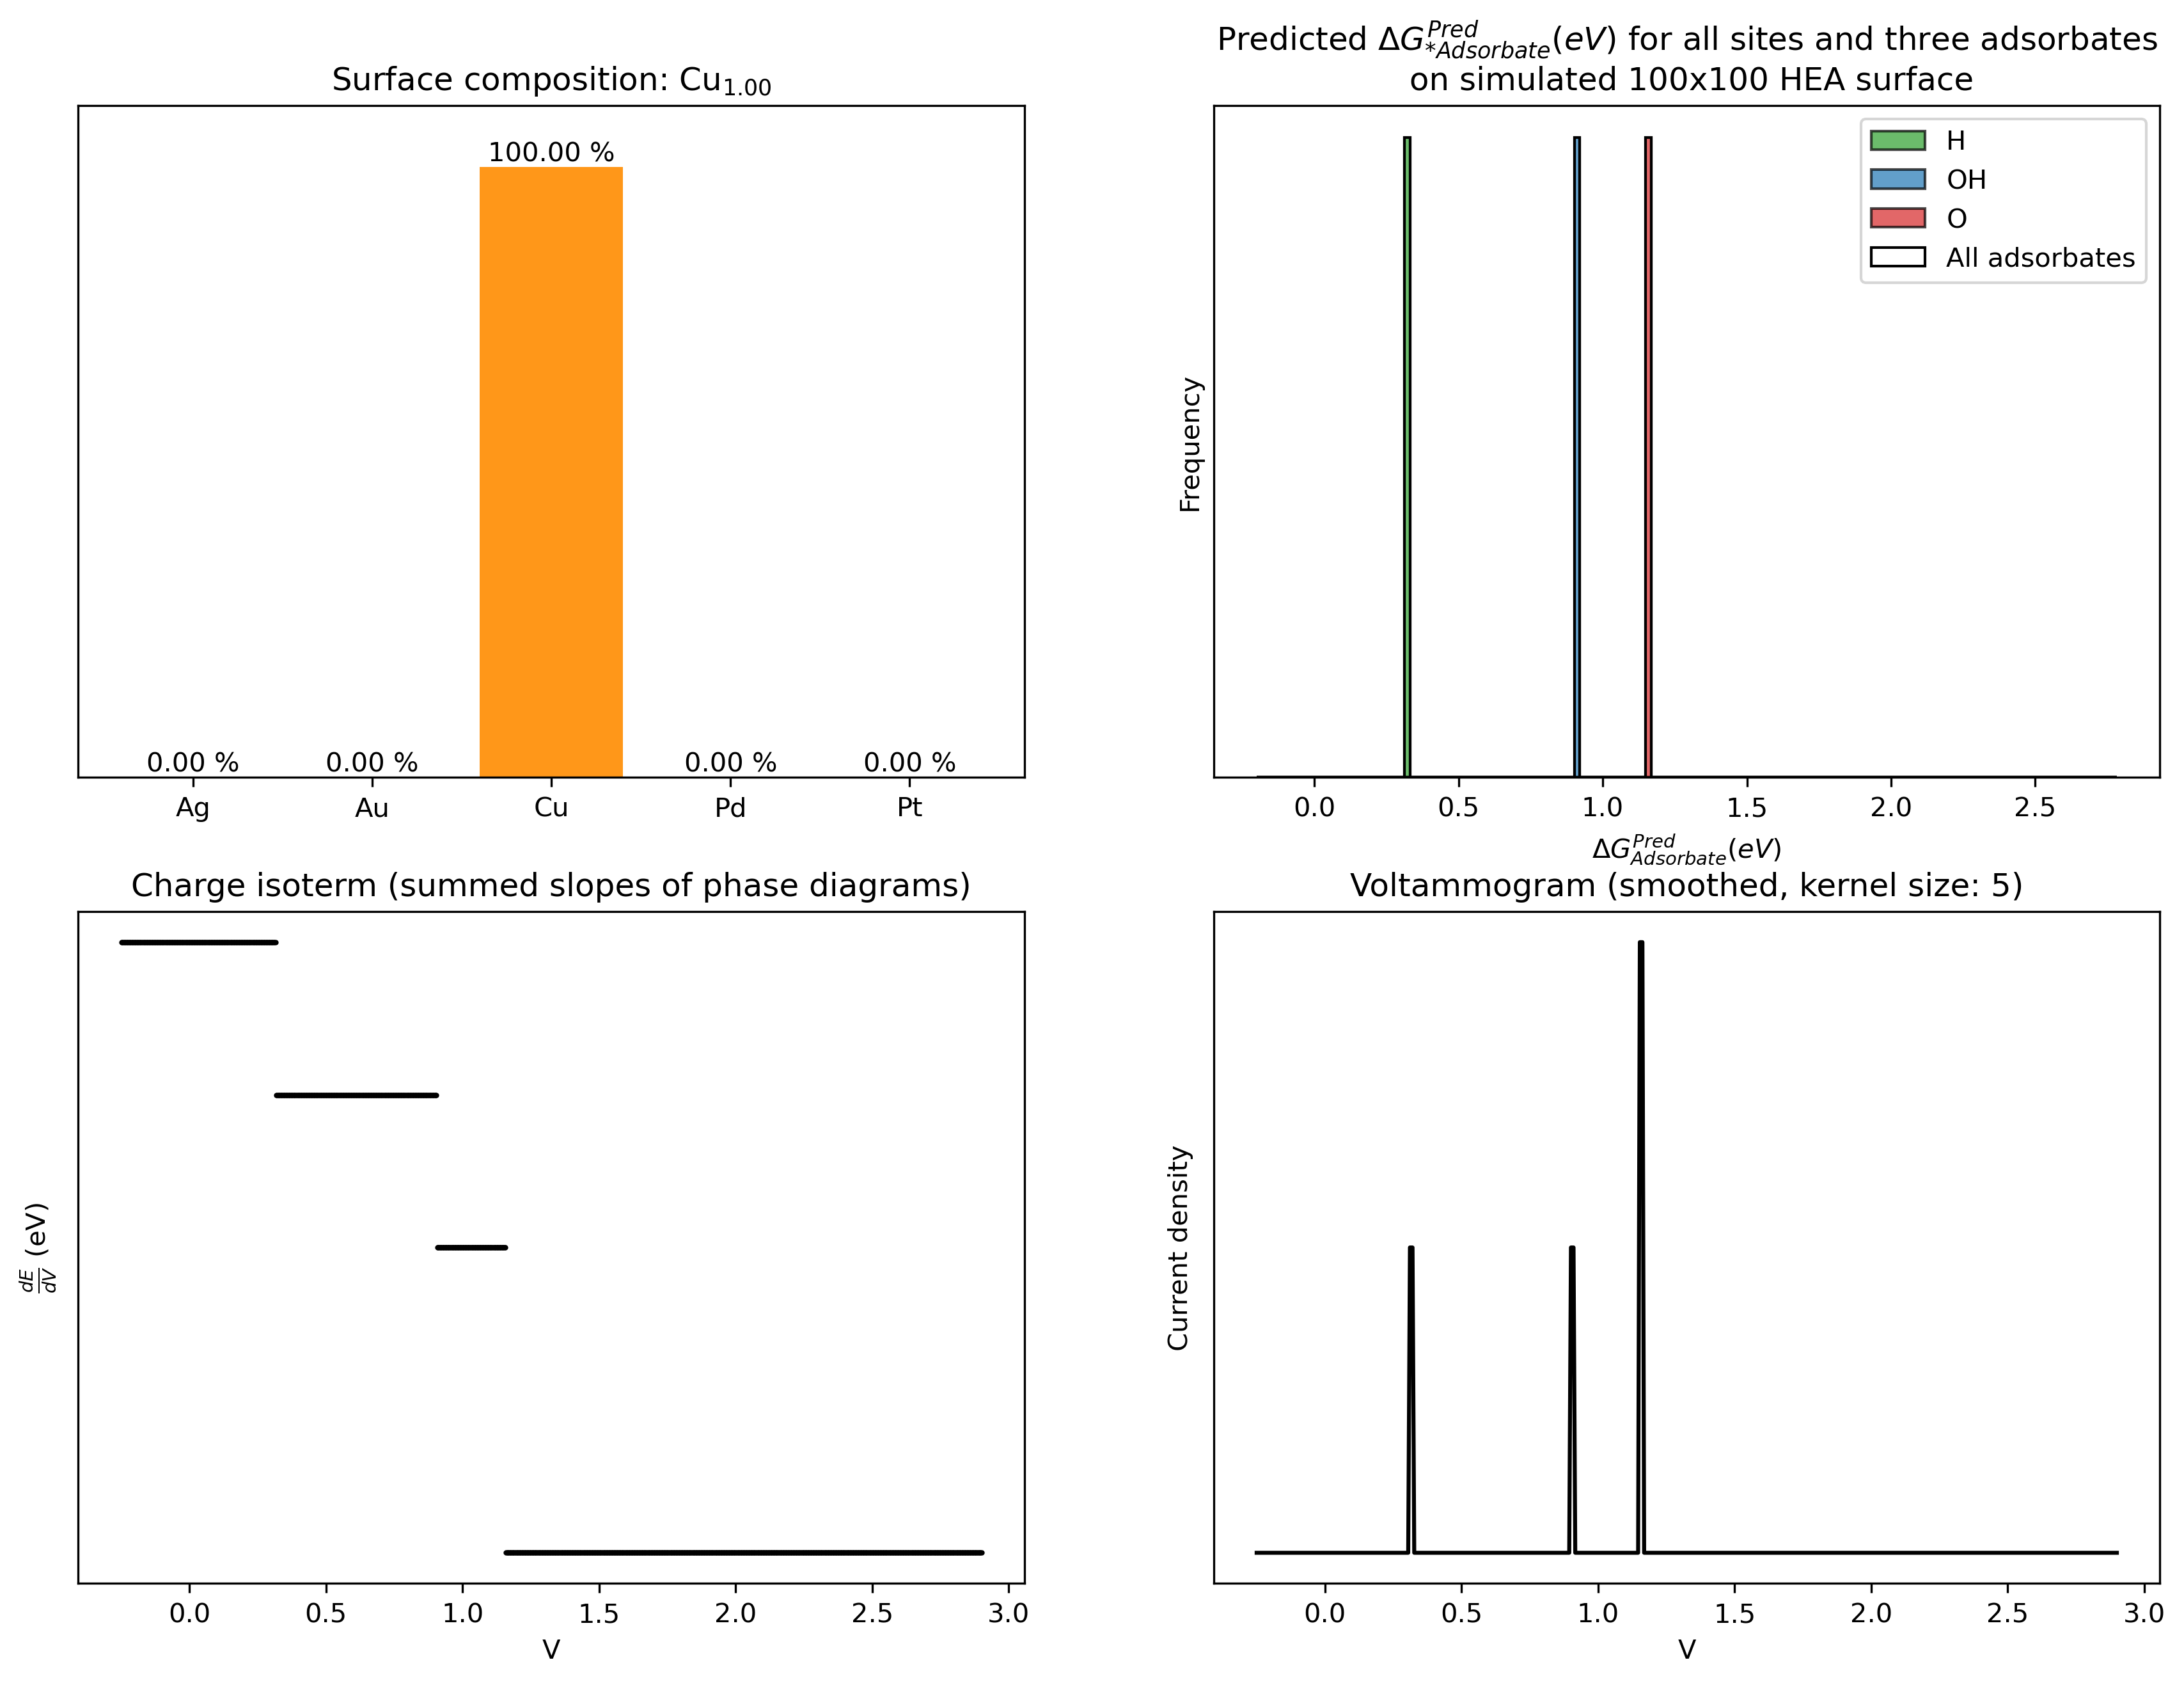 Surface composition: Cu₁.₀₀
100.00 %
0.00 %
0.00 %
0.00 %
0.00 %
Ag
Au
Cu
Pd
Pt
Predicted ΔG^{Pred}_{*Adsorbate}(eV) for all sites and three adsorbates
on simulated 100x100 HEA surface
Frequency
H
OH
O
All adsorbates
0.0
0.5
1.0
1.5
2.0
2.5
ΔG^{Pred}_{Adsorbate}(eV)
Charge isoterm (summed slopes of phase diagrams)
dE/dV (eV)
0.0
0.5
1.0
1.5
2.0
2.5
3.0
V
Voltammogram (smoothed, kernel size: 5)
Current density
0.0
0.5
1.0
1.5
2.0
2.5
3.0
V